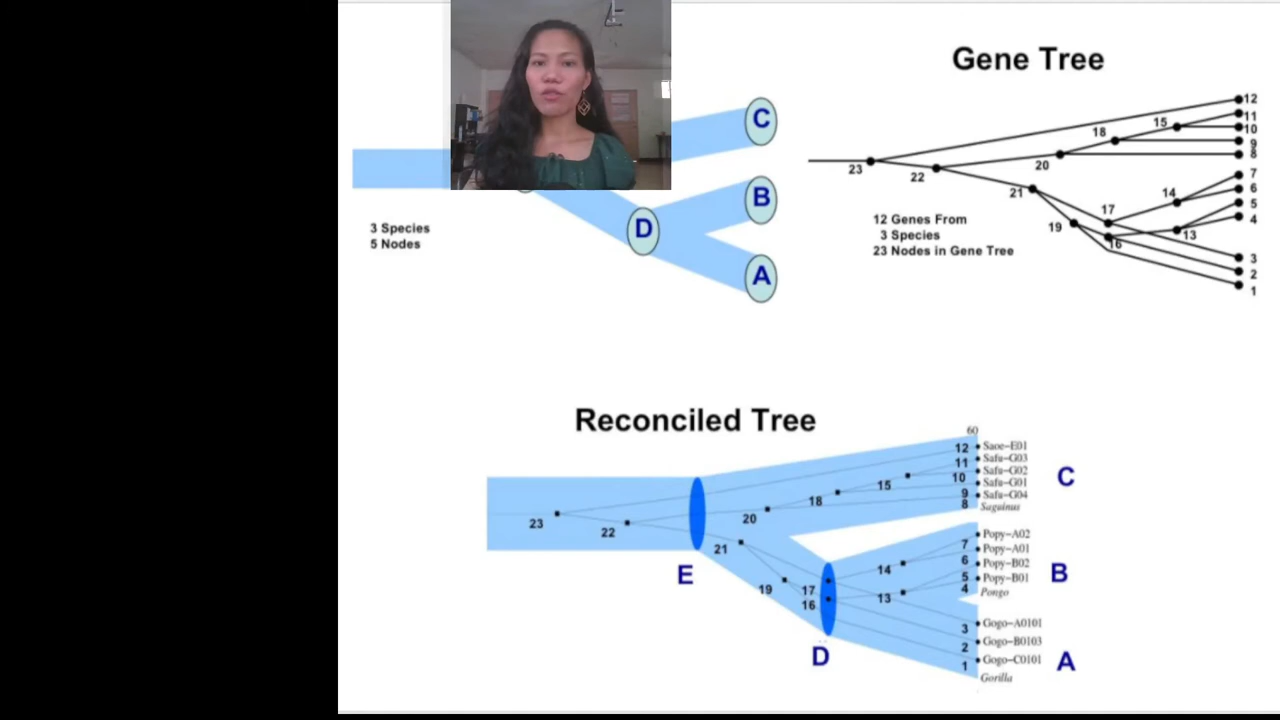 C
B
D
A
3 Species
5 Nodes
Gene Tree
12
11
10
9
8
7
6
5
4
3
2
1
15
18
20
23
22
21
14
17
19
13
16
12 Genes From
3 Species
23 Nodes in Gene Tree
Reconciled Tree
60
12
11
10
9
8
Saoe-E01
Safu-G03
Safu-G02
Safu-G01
Safu-G04
Saguinus
C
15
18
20
23
22
21
E
7
6
5
4
Popy-A02
Popy-A01
Popy-B02
Popy-B01
Pongo
B
14
19
17
13
16
D
3
2
1
Gogo-A0101
Gogo-B0103
Gogo-C0101
Gorilla
A